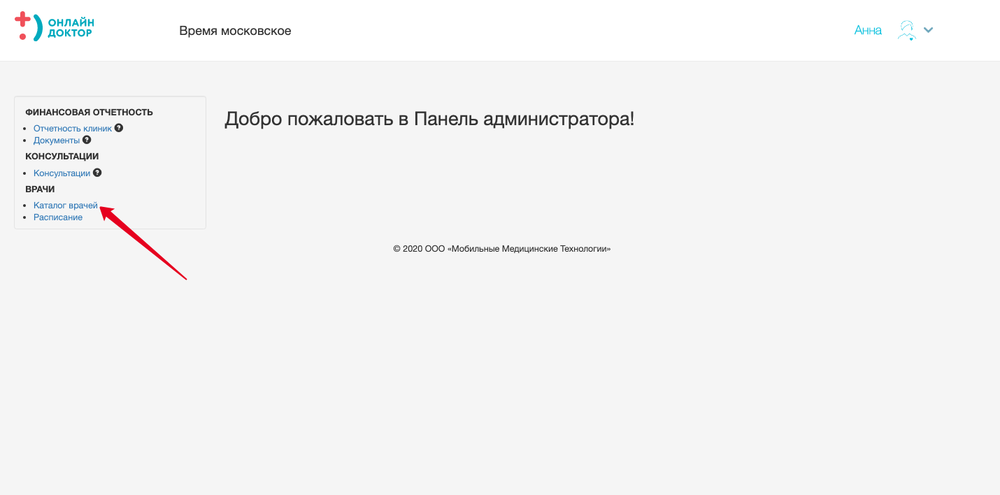 ОНЛАЙН
ДОКТОР
Время московское
Анна
ФИНАНСОВАЯ ОТЧЕТНОСТЬ
Отчетность клиник ?
Документы ?
КОНСУЛЬТАЦИИ
Консультации ?
ВРАЧИ
Каталог врачей
Расписание
Добро пожаловать в Панель администратора!
© 2020 ООО «Мобильные Медицинские Технологии»